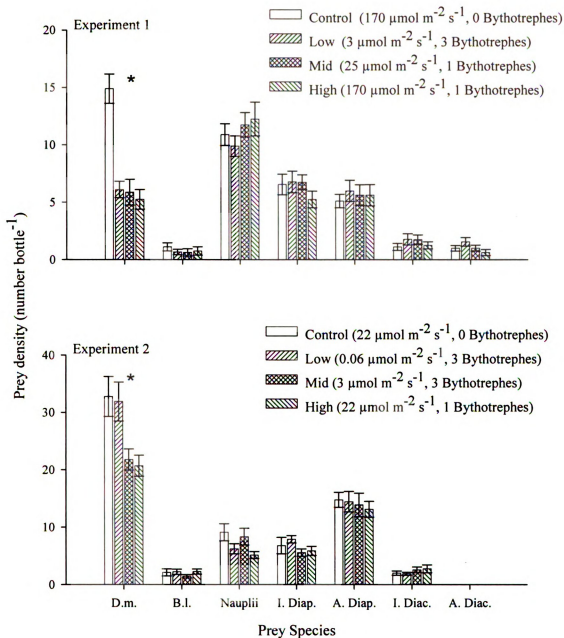 Experiment 1
Control (170 µmol m-2 s-1, 0 Bythotrephes)
Low (3 µmol m-2 s-1, 3 Bythotrephes)
Mid (25 µmol m-2 s-1, 1 Bythotrephes)
High (170 µmol m-2 s-1, 1 Bythotrephes)
20
15
10
5
0
*
Prey density (number bottle-1)
Experiment 2
Control (22 µmol m-2 s-1, 0 Bythotrephes)
Low (0.06 µmol m-2 s-1, 3 Bythotrephes)
Mid (3 µmol m-2 s-1, 3 Bythotrephes)
High (22 µmol m-2 s-1, 1 Bythotrephes)
40
30
20
10
0
*
D.m. B.l. Nauplii I. Diap. A. Diap. I. Diac. A. Diac.
Prey Species